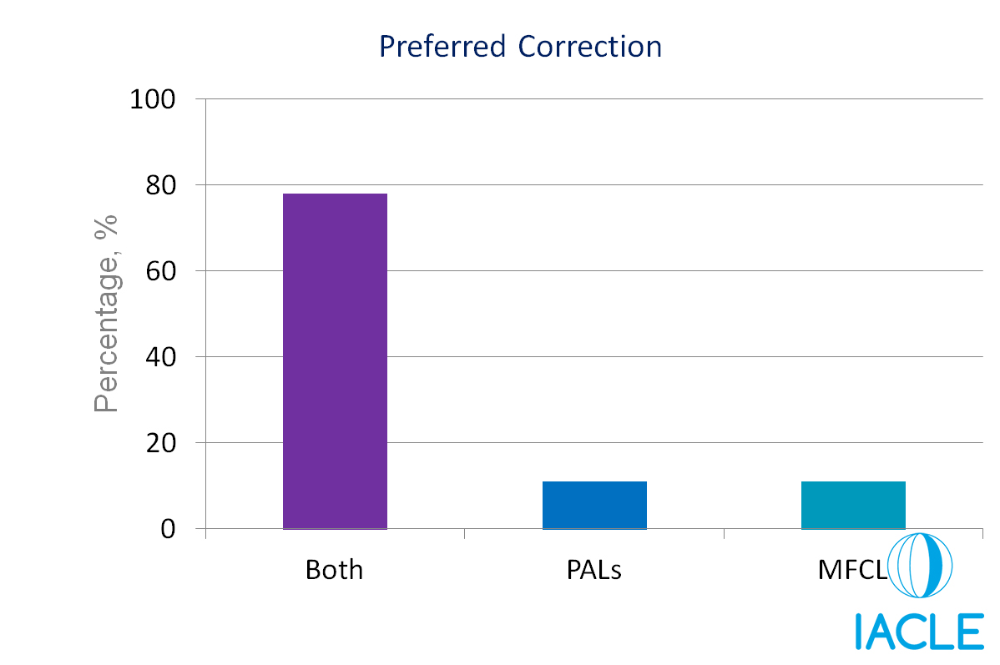 Preferred Correction
100
80
60
40
20
0
Percentage, %
Both PALs MFCL
IACLE